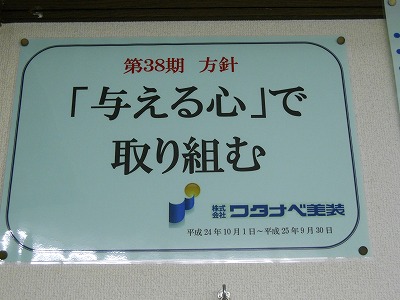 第38期 方針
「与える心」で
取り組む
株式会社 ワタナベ美装
平成24年10月1日～平成25年9月30日